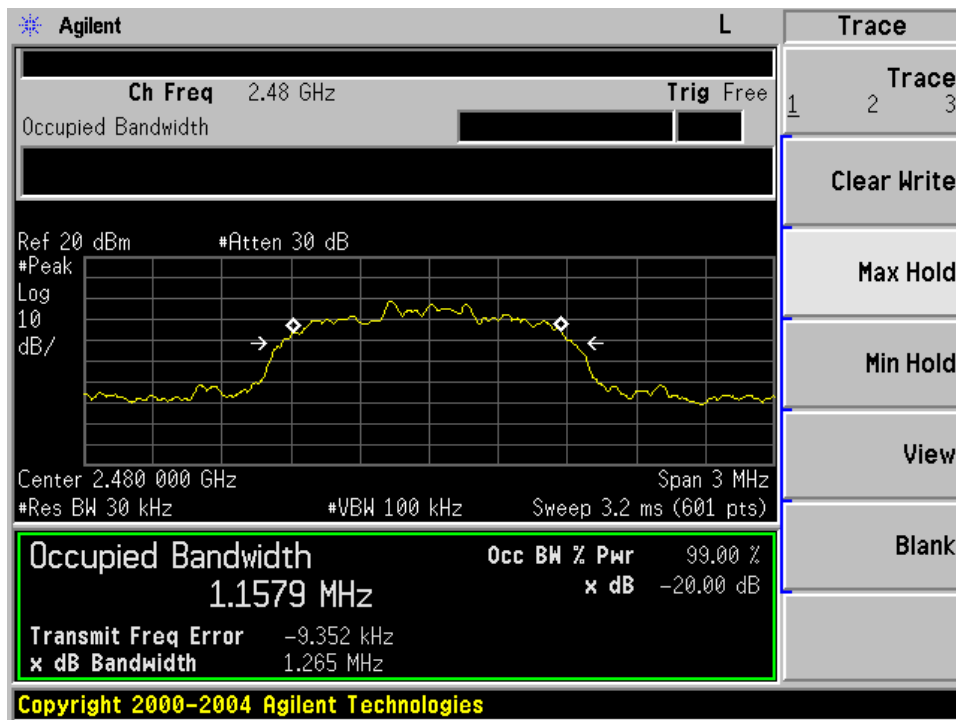 Agilent L Trace
Ch Freq 2.48 GHz Trig Free
Occupied Bandwidth
Trace
1 2 3
Clear Write
Ref 20 dBm #Atten 30 dB
#Peak
Log
10
dB/
Max Hold
Min Hold
View
Center 2.480 000 GHz Span 3 MHz
#Res BW 30 kHz #VBW 100 kHz Sweep 3.2 ms (601 pts)
Blank
Occupied Bandwidth Occ BW % Pwr 99.00 %
1.1579 MHz x dB -20.00 dB
Transmit Freq Error -9.352 kHz
x dB Bandwidth 1.265 MHz
Copyright 2000-2004 Agilent Technologies